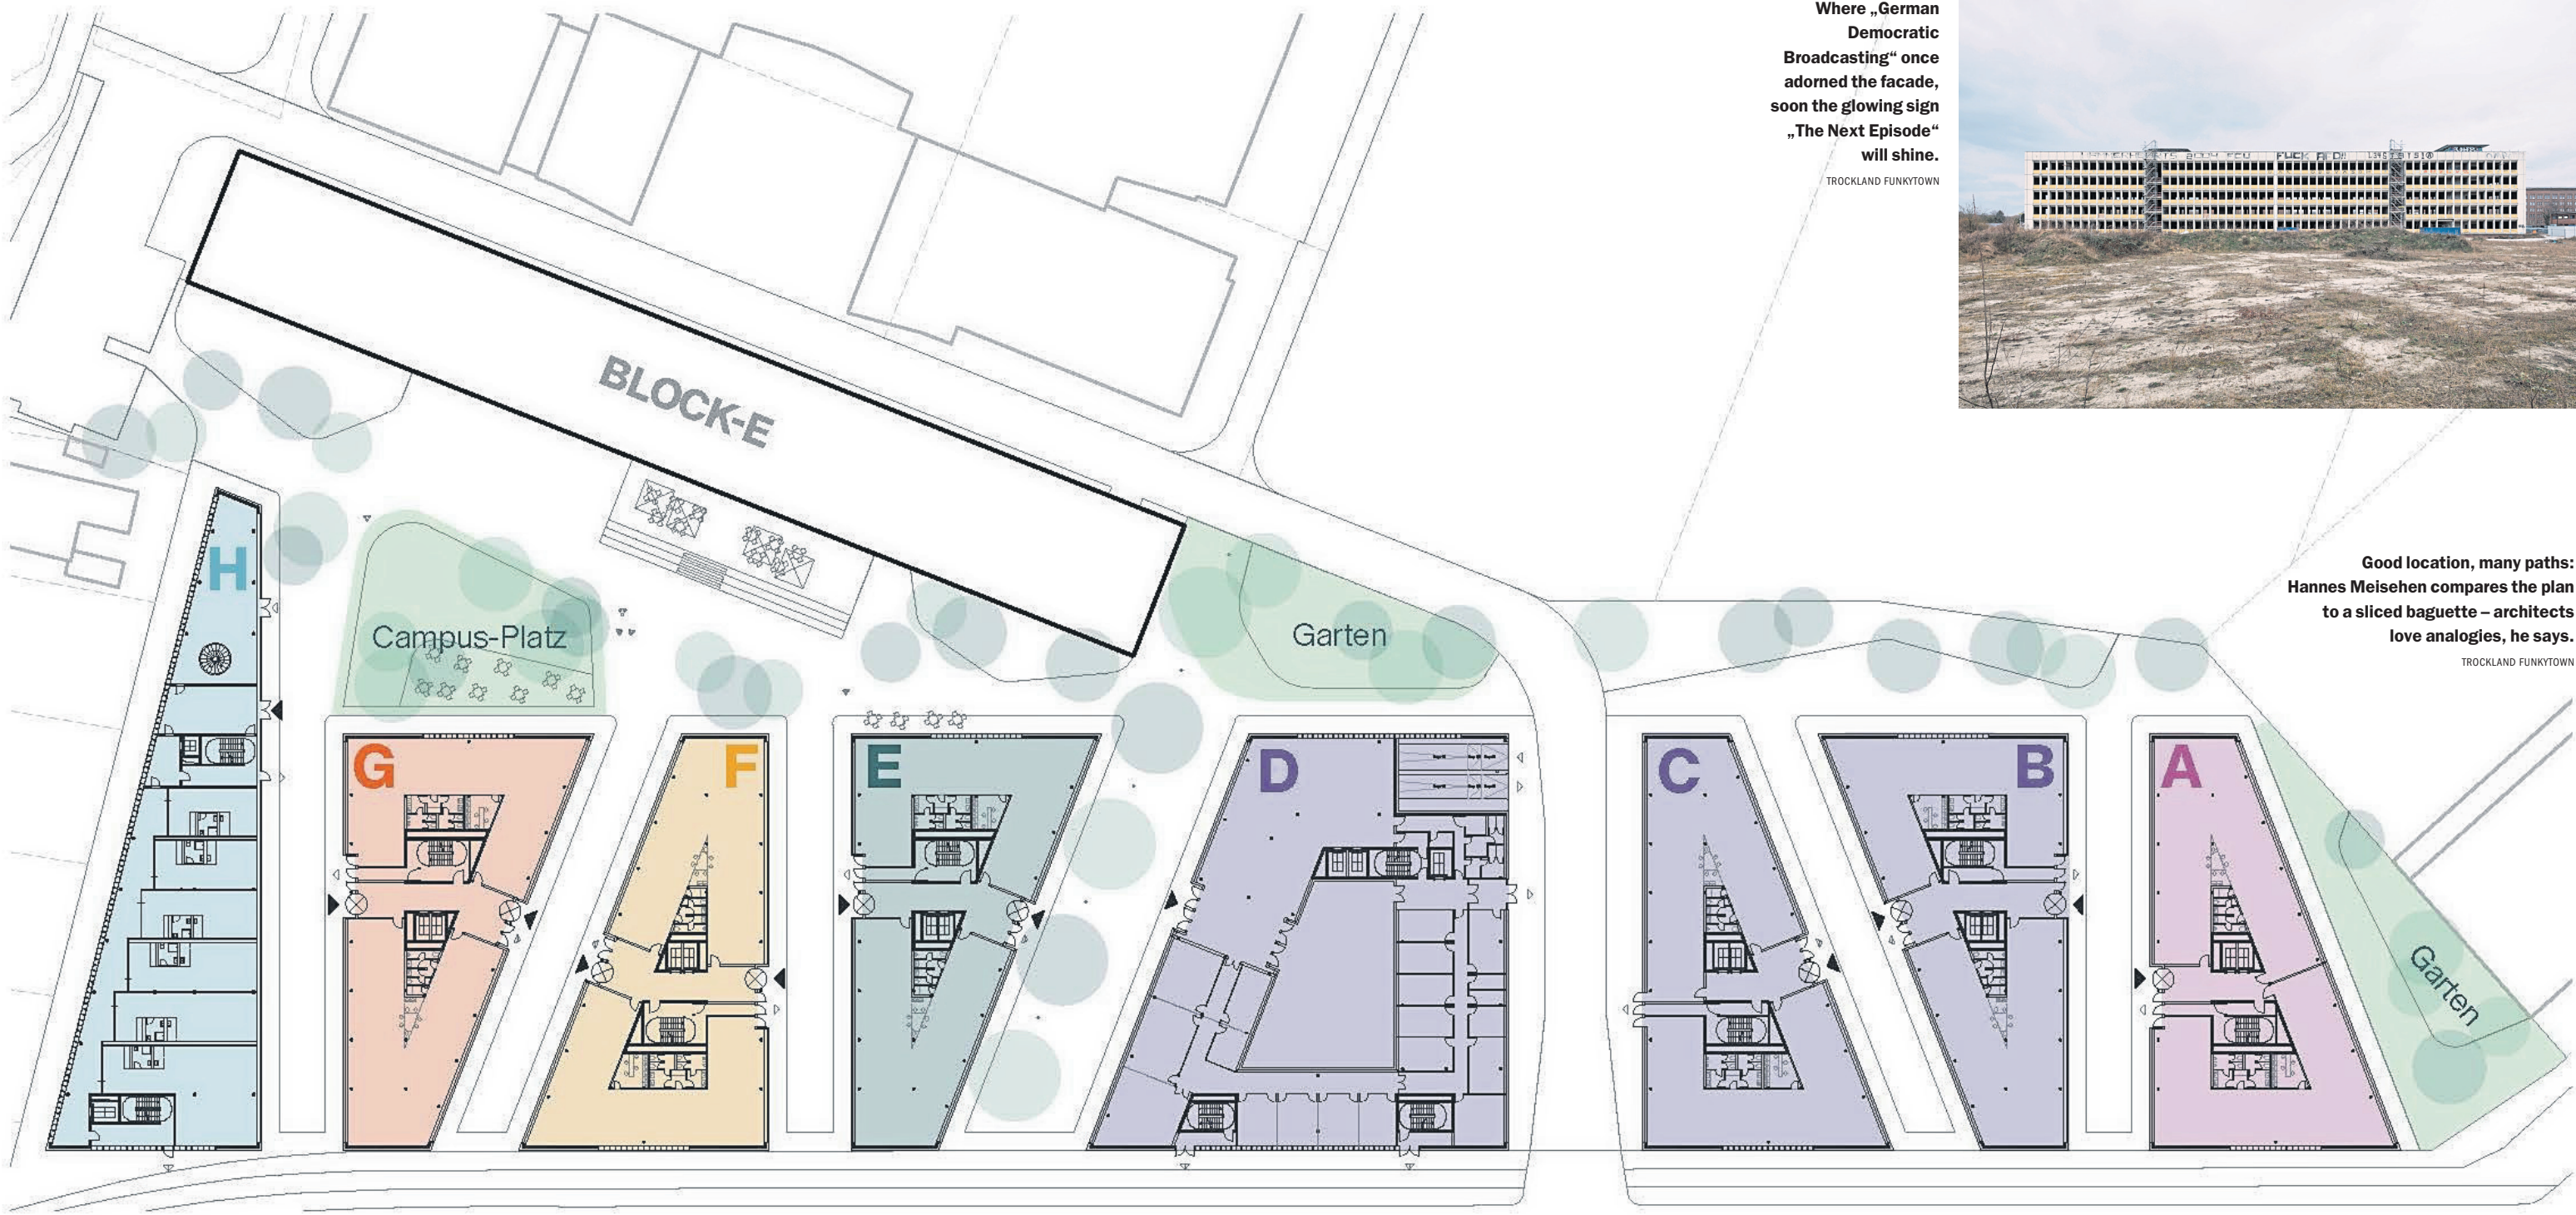 Where „German
Democratic
Broadcasting“ once
adorned the facade,
soon the glowing sign
„The Next Episode“
will shine.
TROCKLAND FUNKYTOWN
BLOCK-E
Good location, many paths:
Hannes Meisehen compares the plan
to a sliced baguette – architects
love analogies, he says.
TROCKLAND FUNKYTOWN
H
Campus-Platz
Garten
G
F
E
D
C
B
A
Garten